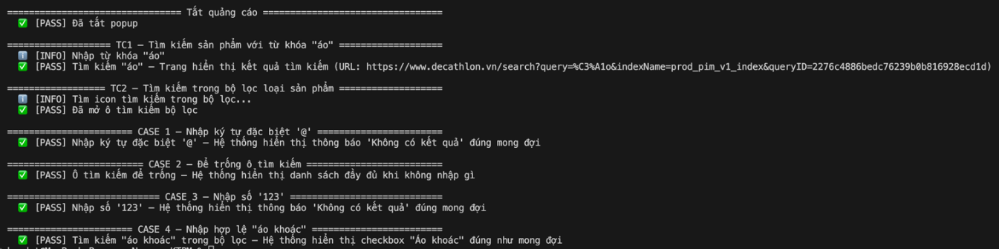 ================================ Tắt quảng cáo =================================
✅ [PASS] Đã tắt popup
=================== TC1 – Tìm kiếm sản phẩm với từ khóa "áo" ===================
ℹ️ [INFO] Nhập từ khóa "áo"
✅ [PASS] Tìm kiếm "áo" – Trang hiển thị kết quả tìm kiếm (URL: https://www.decathlon.vn/search?query=%C3%A1o&indexName=prod_pim_v1_index&queryID=2276c4886bedc76239b0b816928ecd1d)
================== TC2 – Tìm kiếm trong bộ lọc loại sản phẩm ===================
ℹ️ [INFO] Tìm icon tìm kiếm trong bộ lọc...
✅ [PASS] Đã mở ô tìm kiếm bộ lọc
======================= CASE 1 – Nhập ký tự đặc biệt '@' =======================
✅ [PASS] Nhập ký tự đặc biệt '@' – Hệ thống hiển thị thông báo 'Không có kết quả' đúng mong đợi
========================= CASE 2 – Để trống ô tìm kiếm =========================
✅ [PASS] Ô tìm kiếm để trống – Hệ thống hiển thị danh sách đầy đủ khi không nhập gì
============================ CASE 3 – Nhập số '123' ============================
✅ [PASS] Nhập số '123' – Hệ thống hiển thị thông báo 'Không có kết quả' đúng mong đợi
======================= CASE 4 – Nhập hợp lệ "áo khoác" ========================
✅ [PASS] Tìm kiếm "áo khoác" trong bộ lọc – Hệ thống hiển thị checkbox "Áo khoác" đúng như mong đợi